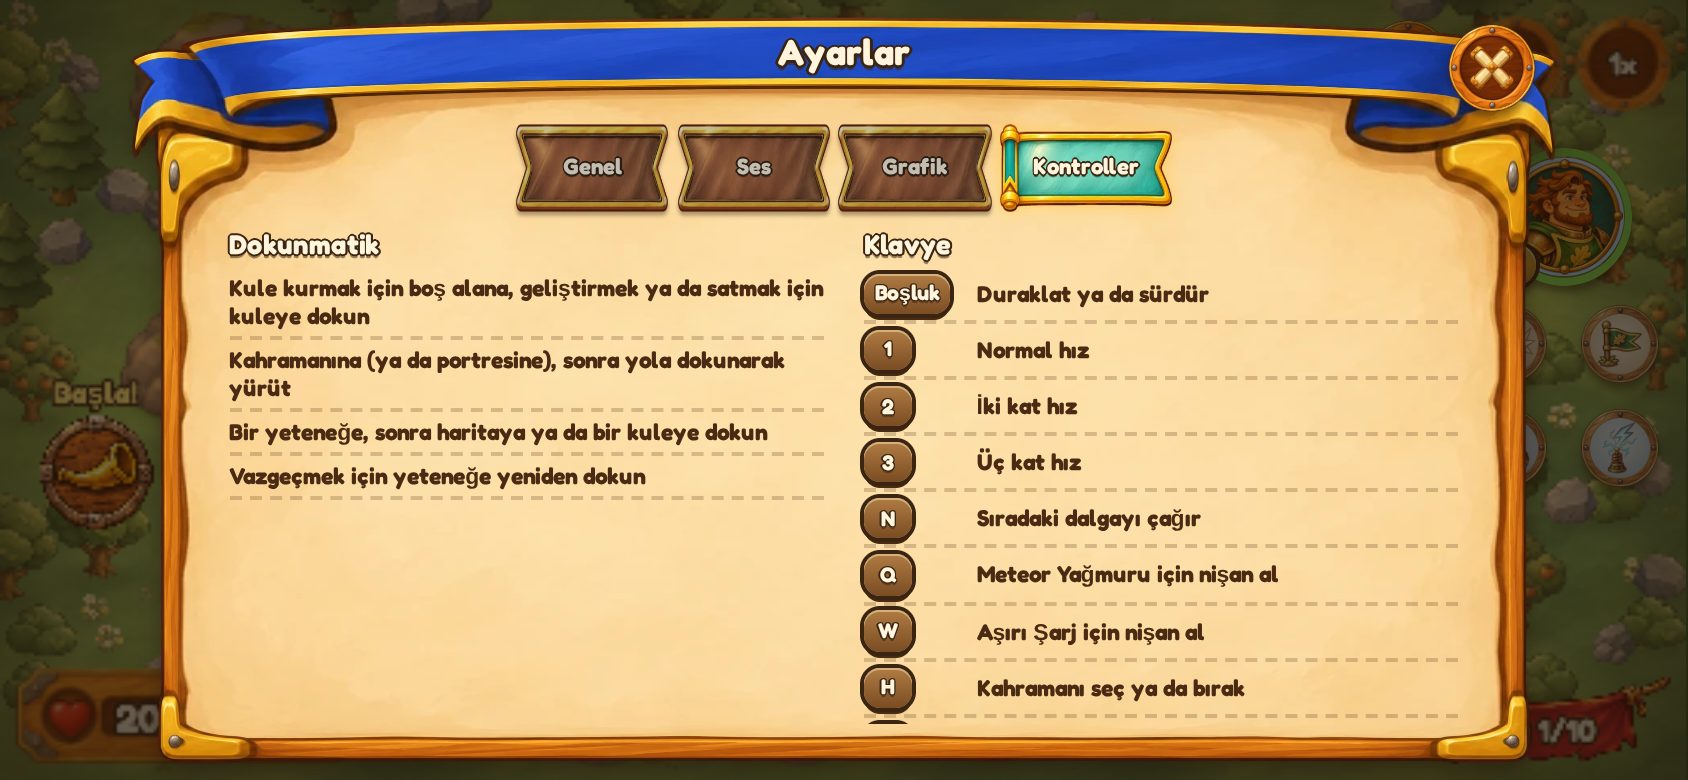 Ayarlar
1x
Genel
Ses
Grafik
Kontroller
Dokunmatik
Kule kurmak için boş alana, geliştirmek ya da satmak için
kuleye dokun
Kahramanına (ya da portresine), sonra yola dokunarak
yürüt
Bir yeteneğe, sonra haritaya ya da bir kuleye dokun
Vazgeçmek için yeteneğe yeniden dokun
Klavye
Boşluk Duraklat ya da sürdür
1 Normal hız
2 İki kat hız
3 Üç kat hız
N Sıradaki dalgayı çağır
Q Meteor Yağmuru için nişan al
W Aşırı Şarj için nişan al
H Kahramanı seç ya da bırak
Başla!
20
1/10